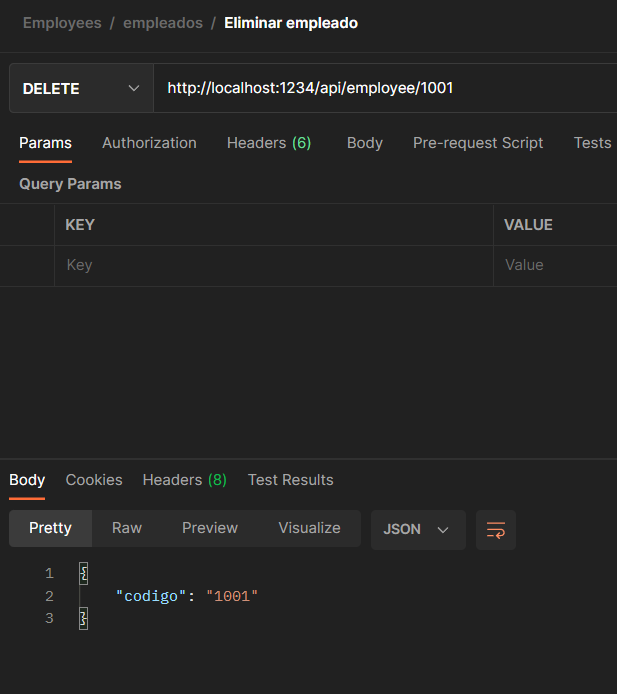 Employees / empleados / Eliminar empleado
DELETE http://localhost:1234/api/employee/1001
Params Authorization Headers (6) Body Pre-request Script Tests
Query Params
KEY VALUE
Key Value
Body Cookies Headers (8) Test Results
Pretty Raw Preview Visualize JSON
1 {
2 "codigo": "1001"
3 }